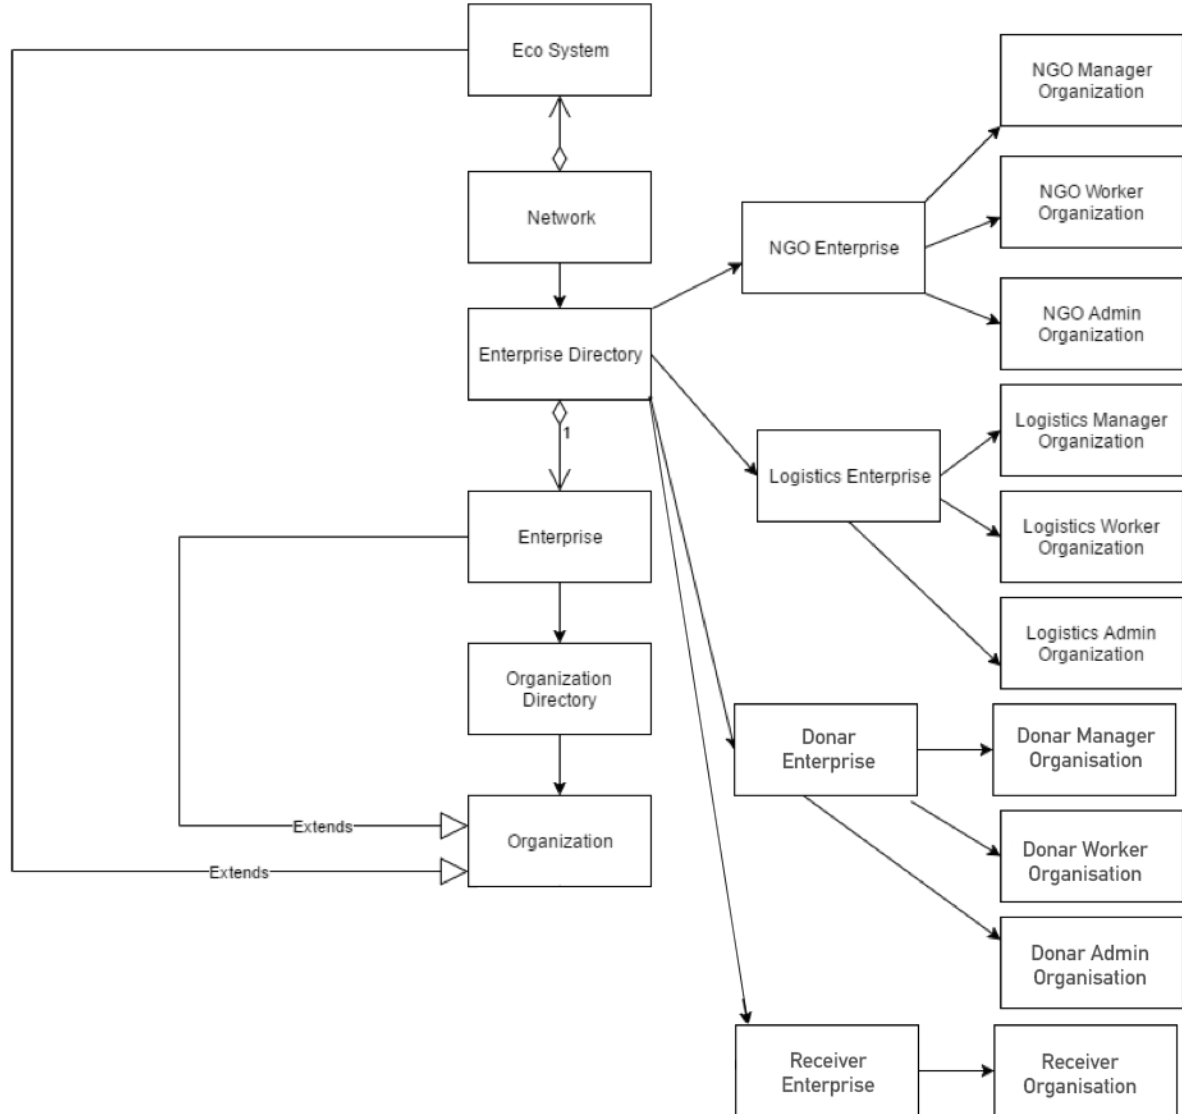 Eco System
Network
Enterprise Directory
1
Enterprise
Organization
Directory
Organization
Extends
Extends
NGO Enterprise
NGO Manager
Organization
NGO Worker
Organization
NGO Admin
Organization
Logistics Enterprise
Logistics Manager
Organization
Logistics Worker
Organization
Logistics Admin
Organization
Donar
Enterprise
Donar Manager
Organisation
Donar Worker
Organisation
Donar Admin
Organisation
Receiver
Enterprise
Receiver
Organisation